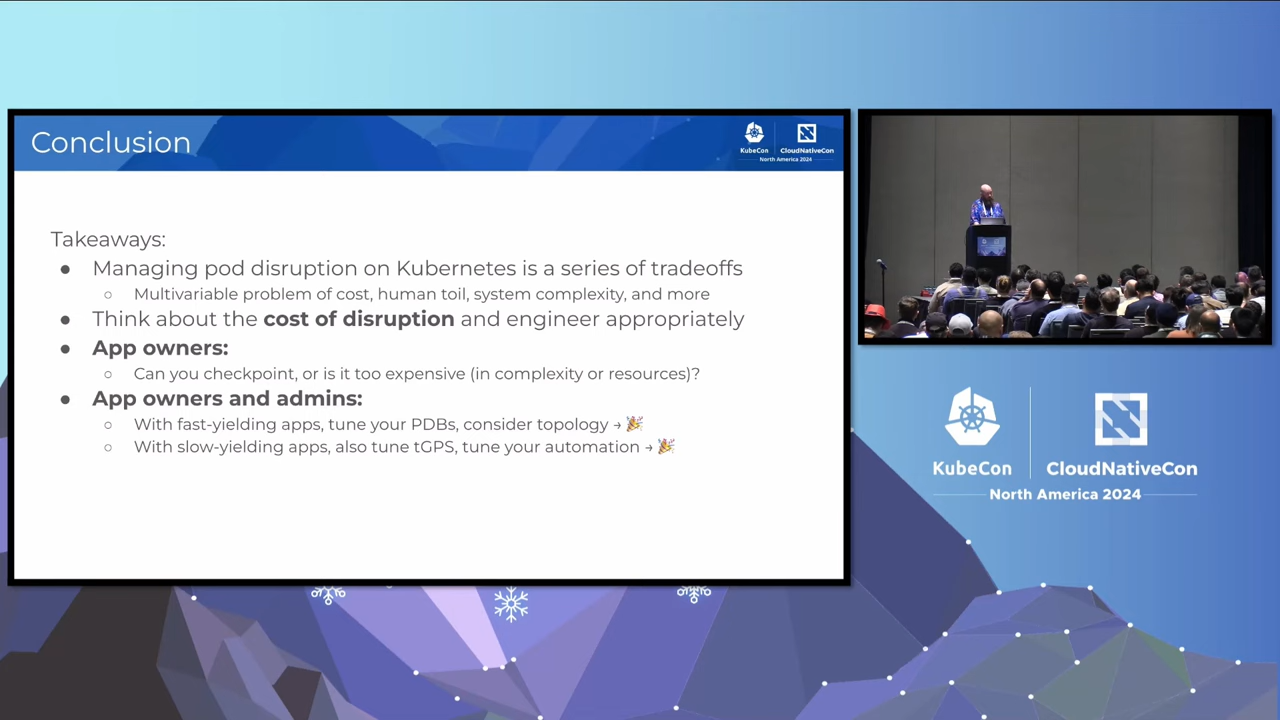 Conclusion
KubeCon
CloudNativeCon
North America 2024
Takeaways:
● Managing pod disruption on Kubernetes is a series of tradeoffs
○ Multivariable problem of cost, human toil, system complexity, and more
● Think about the cost of disruption and engineer appropriately
● App owners:
○ Can you checkpoint, or is it too expensive (in complexity or resources)?
● App owners and admins:
○ With fast-yielding apps, tune your PDBs, consider topology → 🎉
○ With slow-yielding apps, also tune tGPS, tune your automation → 🎉
KubeCon
CloudNativeCon
North America 2024